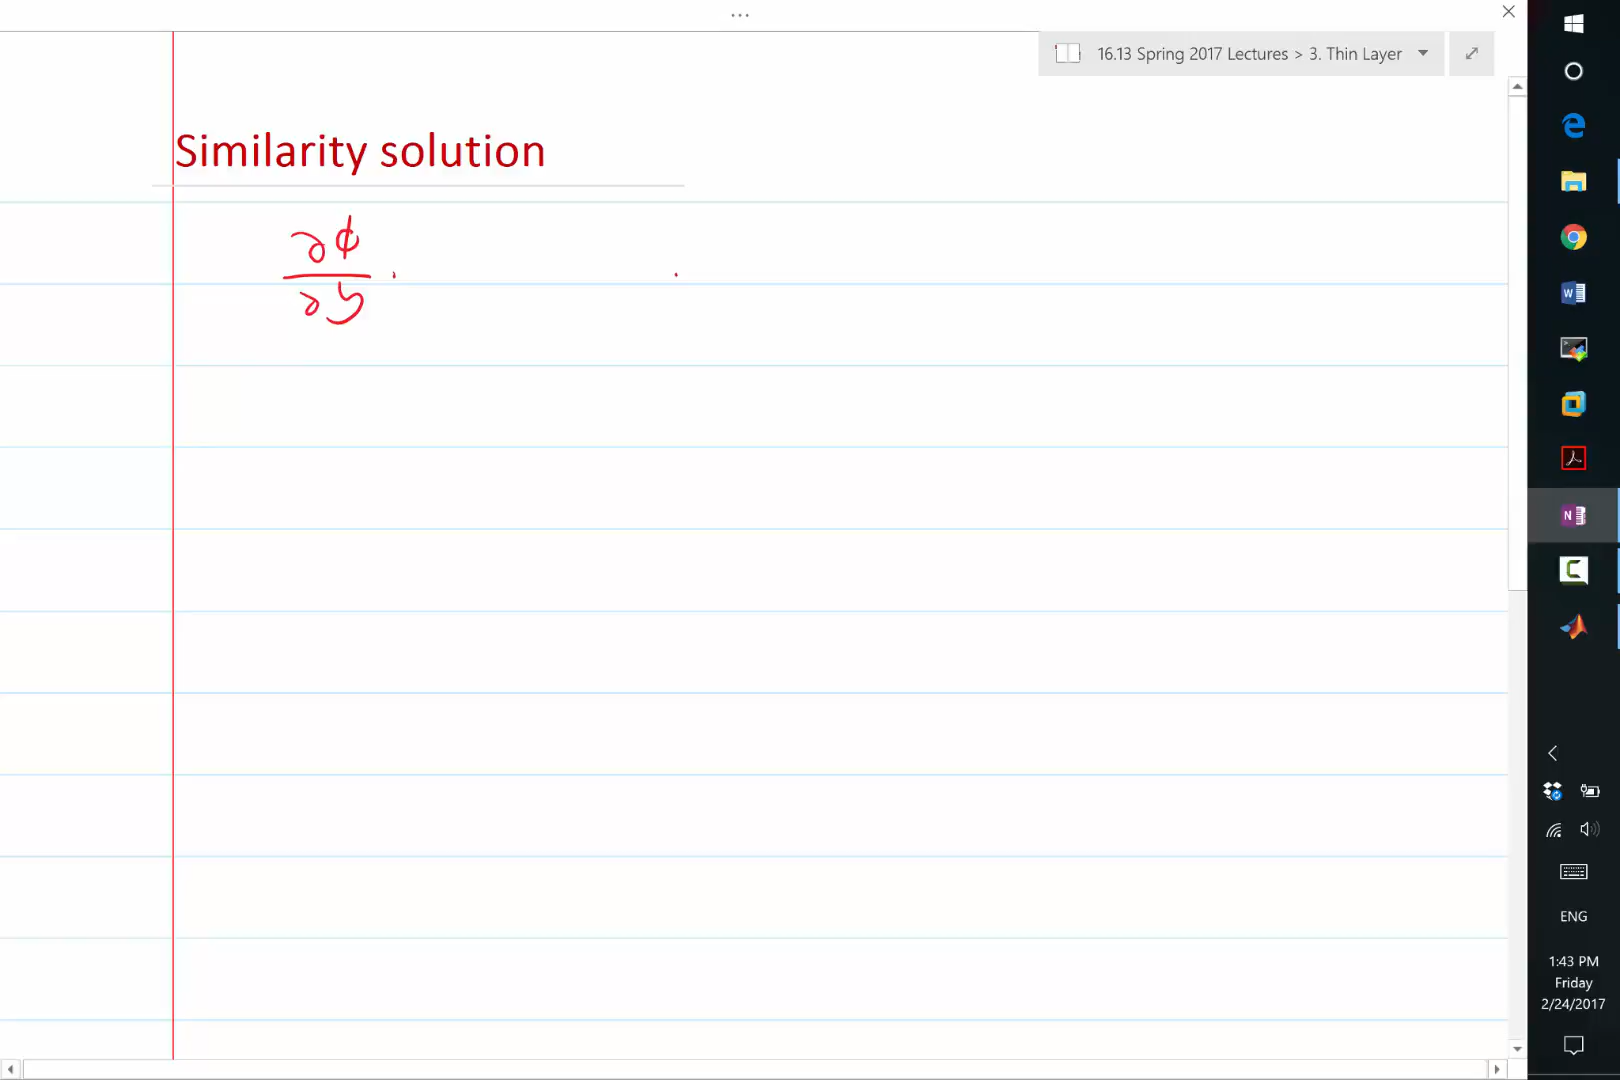 16.13 Spring 2017 Lectures > 3. Thin Layer
Similarity solution
∂¢
∂y
ENG
1:43 PM
Friday
2/24/2017